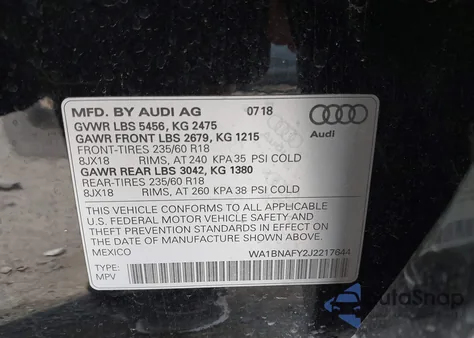 MFD. BY AUDI AG 07 18
GVWR LBS 5456, KG 2475
GAWR FRONT LBS 2679, KG 1215
Audi
FRONT-TIRES 235/60 R18
8JX18 RIMS, AT 240 KPA 35 PSI COLD
GAWR REAR LBS 3042, KG 1380
REAR-TIRES 235/60 R18
8JX18 RIMS, AT 260 KPA 38 PSI COLD
THIS VEHICLE CONFORMS TO ALL APPLICABLE
U.S. FEDERAL MOTOR VEHICLE SAFETY AND
THEFT PREVENTION STANDARDS IN EFFECT ON THE
DATE OF MANUFACTURE SHOWN ABOVE.
MEXICO WA1BNAFY2J2217644
TYPE:
MPV
AutoSnap